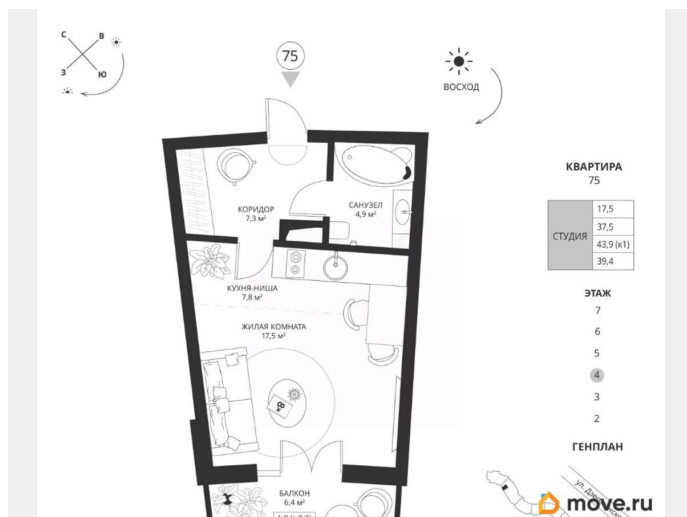 С
В
З
Ю
75
ВОСХОД
КВАРТИРА
75
СТУДИЯ
17,5
37,5
43,9 (к1)
39,4
КОРИДОР
7,3 м²
САНУЗЕЛ
4,9 м²
КУХНЯ-НИША
7,8 м²
ЖИЛАЯ КОМНАТА
17,5 м²
ЭТАЖ
7
6
5
4
3
2
ГЕНПЛАН
БАЛКОН
6,4 м²
move.ru